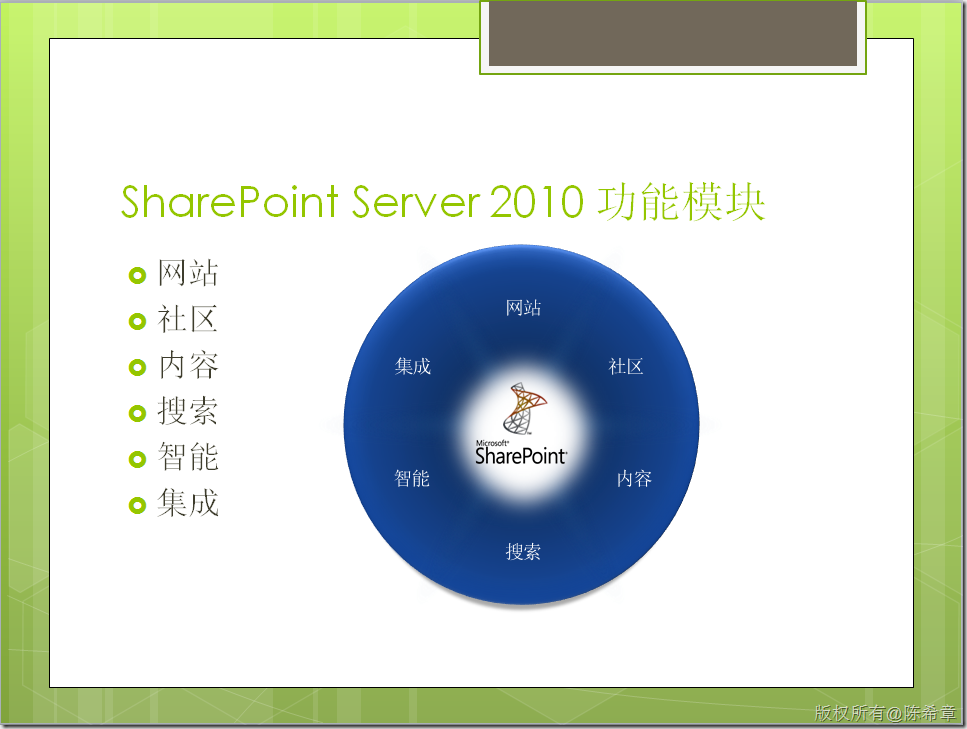 SharePoint Server 2010 功能模块
网站
社区
内容
搜索
智能
集成
网站
集成
社区
Microsoft®
SharePoint®
智能
内容
搜索
版权所有@陈希章